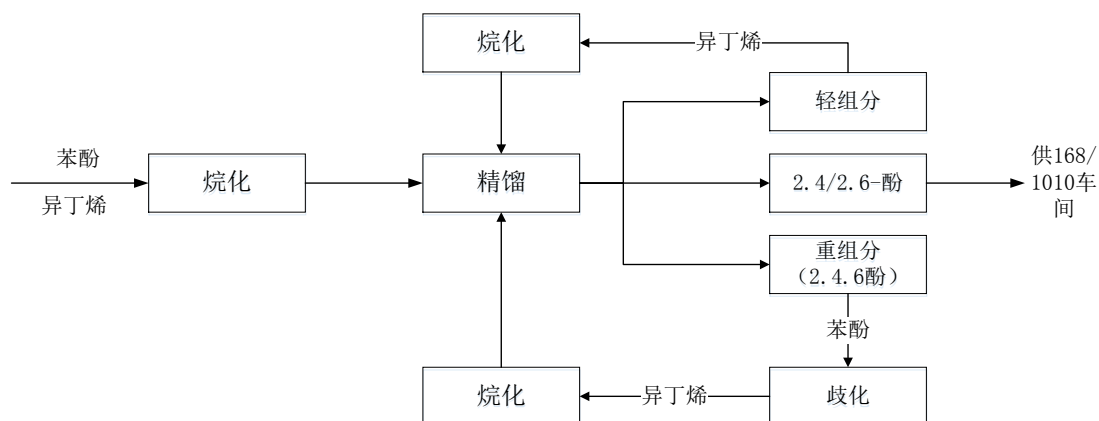 烷化
异丁烯
轻组分
苯酚
异丁烯
烷化
精馏
2.4/2.6-酚
供168/
1010车
间
重组分
（2.4.6酚）
苯酚
烷化
异丁烯
歧化